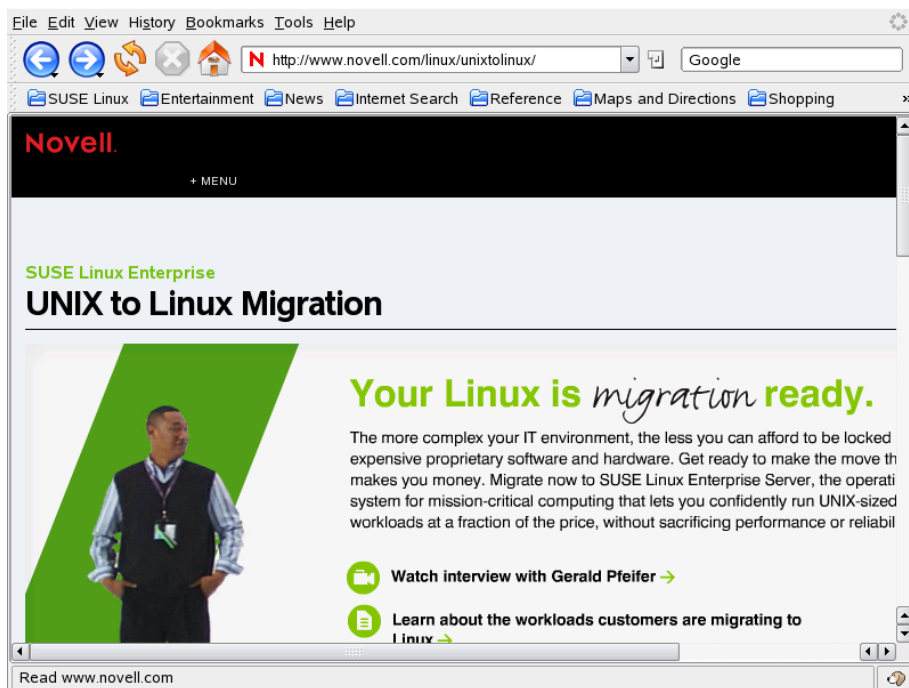 File Edit View History Bookmarks Tools Help
N http://www.novell.com/linux/unixtolinux/ Google
SUSE Linux Entertainment News Internet Search Reference Maps and Directions Shopping »
Novell.
+ MENU
SUSE Linux Enterprise
UNIX to Linux Migration
Your Linux is migration ready.
The more complex your IT environment, the less you can afford to be locked
expensive proprietary software and hardware. Get ready to make the move th
makes you money. Migrate now to SUSE Linux Enterprise Server, the operati
system for mission-critical computing that lets you confidently run UNIX-sized
workloads at a fraction of the price, without sacrificing performance or reliabil
Watch interview with Gerald Pfeifer →
Learn about the workloads customers are migrating to
Linux →
Read www.novell.com